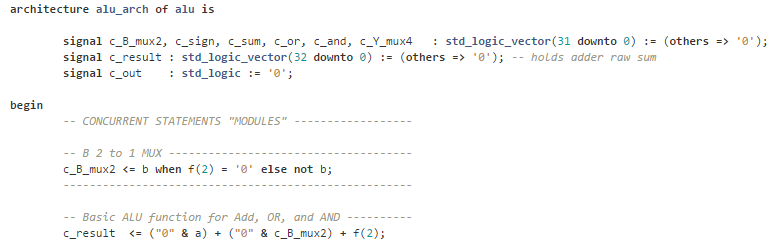 architecture alu_arch of alu is
signal c_B_mux2, c_sign, c_sum, c_or, c_and, c_Y_mux4 : std_logic_vector(31 downto 0) := (others => '0');
signal c_result : std_logic_vector(32 downto 0) := (others => '0'); -- holds adder raw sum
signal c_out : std_logic := '0';
begin
-- CONCURRENT STATEMENTS "MODULES" ------------------
-- B 2 to 1 MUX -------------------------------------
c_B_mux2 <= b when f(2) = '0' else not b;
-----------------------------------------------------
-- Basic ALU function for Add, OR, and AND ----------
c_result <= ("0" & a) + ("0" & c_B_mux2) + f(2);